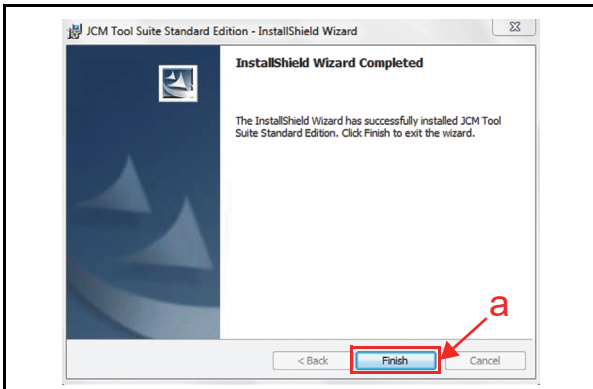 JCM Tool Suite Standard Edition - InstallShield Wizard
InstallShield Wizard Completed
The InstallShield Wizard has successfully installed JCM Tool
Suite Standard Edition. Click Finish to exit the wizard.
a
< Back Finish Cancel